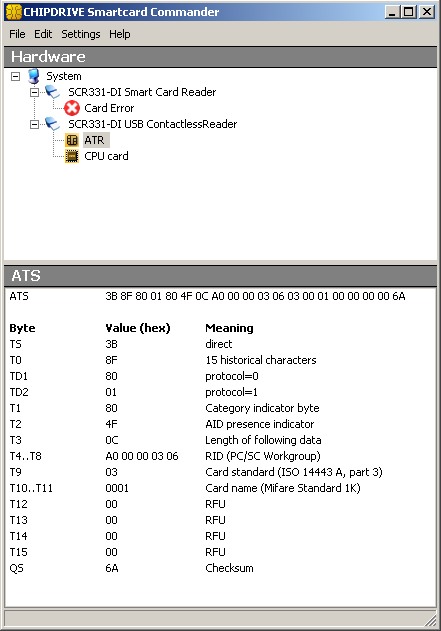 CHIPDRIVE Smartcard Commander
File Edit Settings Help
Hardware
System
SCR331-DI Smart Card Reader
Card Error
SCR331-DI USB ContactlessReader
ATR
CPU card
ATS
ATS 3B 8F 80 01 80 4F 0C A0 00 00 03 06 03 00 01 00 00 00 00 6A
Byte Value (hex) Meaning
TS 3B direct
T0 8F 15 historical characters
TD1 80 protocol=0
TD2 01 protocol=1
T1 80 Category indicator byte
T2 4F AID presence indicator
T3 0C Length of following data
T4..T8 A0 00 00 03 06 RID (PC/SC Workgroup)
T9 03 Card standard (ISO 14443 A, part 3)
T10..T11 0001 Card name (Mifare Standard 1K)
T12 00 RFU
T13 00 RFU
T14 00 RFU
T15 00 RFU
QS 6A Checksum